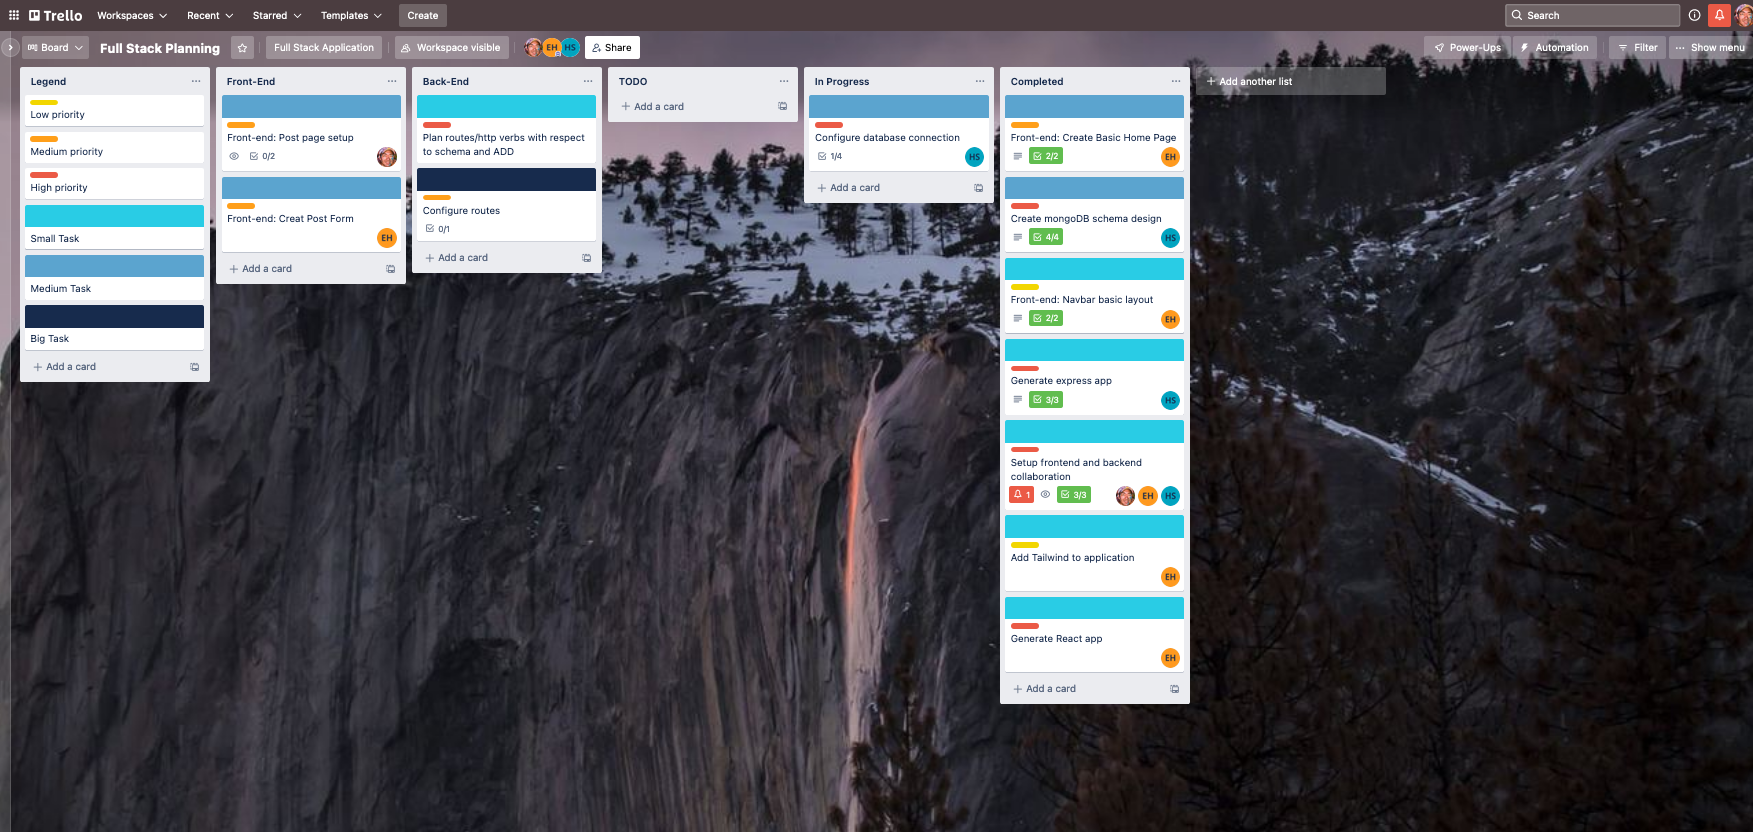 Trello
Workspaces
Recent
Starred
Templates
Create
Search
Board
Full Stack Planning
Full Stack Application
Workspace visible
EH
HS
Share
Power-Ups
Automation
Filter
Show menu
Legend
Low priority
Medium priority
High priority
Small Task
Medium Task
Big Task
Add a card
Front-End
Front-end: Post page setup
0/2
Front-end: Creat Post Form
EH
Add a card
Back-End
Plan routes/http verbs with respect
to schema and ADD
Configure routes
0/1
Add a card
TODO
Add a card
In Progress
Configure database connection
1/4
HS
Add a card
Completed
Front-end: Create Basic Home Page
2/2
EH
Create mongoDB schema design
4/4
HS
Front-end: Navbar basic layout
2/2
EH
Generate express app
3/3
HS
Setup frontend and backend
collaboration
1
3/3
EH
HS
Add Tailwind to application
EH
Generate React app
EH
Add a card
Add another list